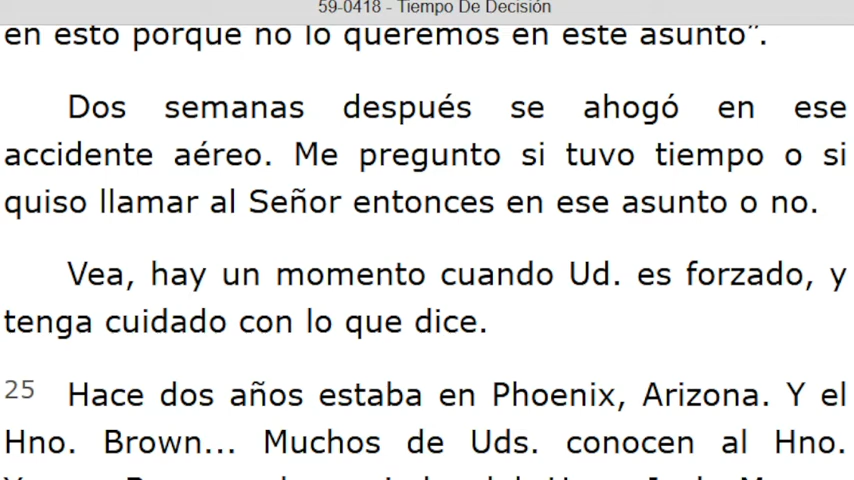 59-0418 - Tiempo De Decisión
en esto porque no lo queremos en este asunto”.
Dos semanas después se ahogó en ese
accidente aéreo. Me pregunto si tuvo tiempo o si
quiso llamar al Señor entonces en ese asunto o no.
Vea, hay un momento cuando Ud. es forzado, y
tenga cuidado con lo que dice.
25 Hace dos años estaba en Phoenix, Arizona. Y el
Hno. Brown... Muchos de Uds. conocen al Hno.